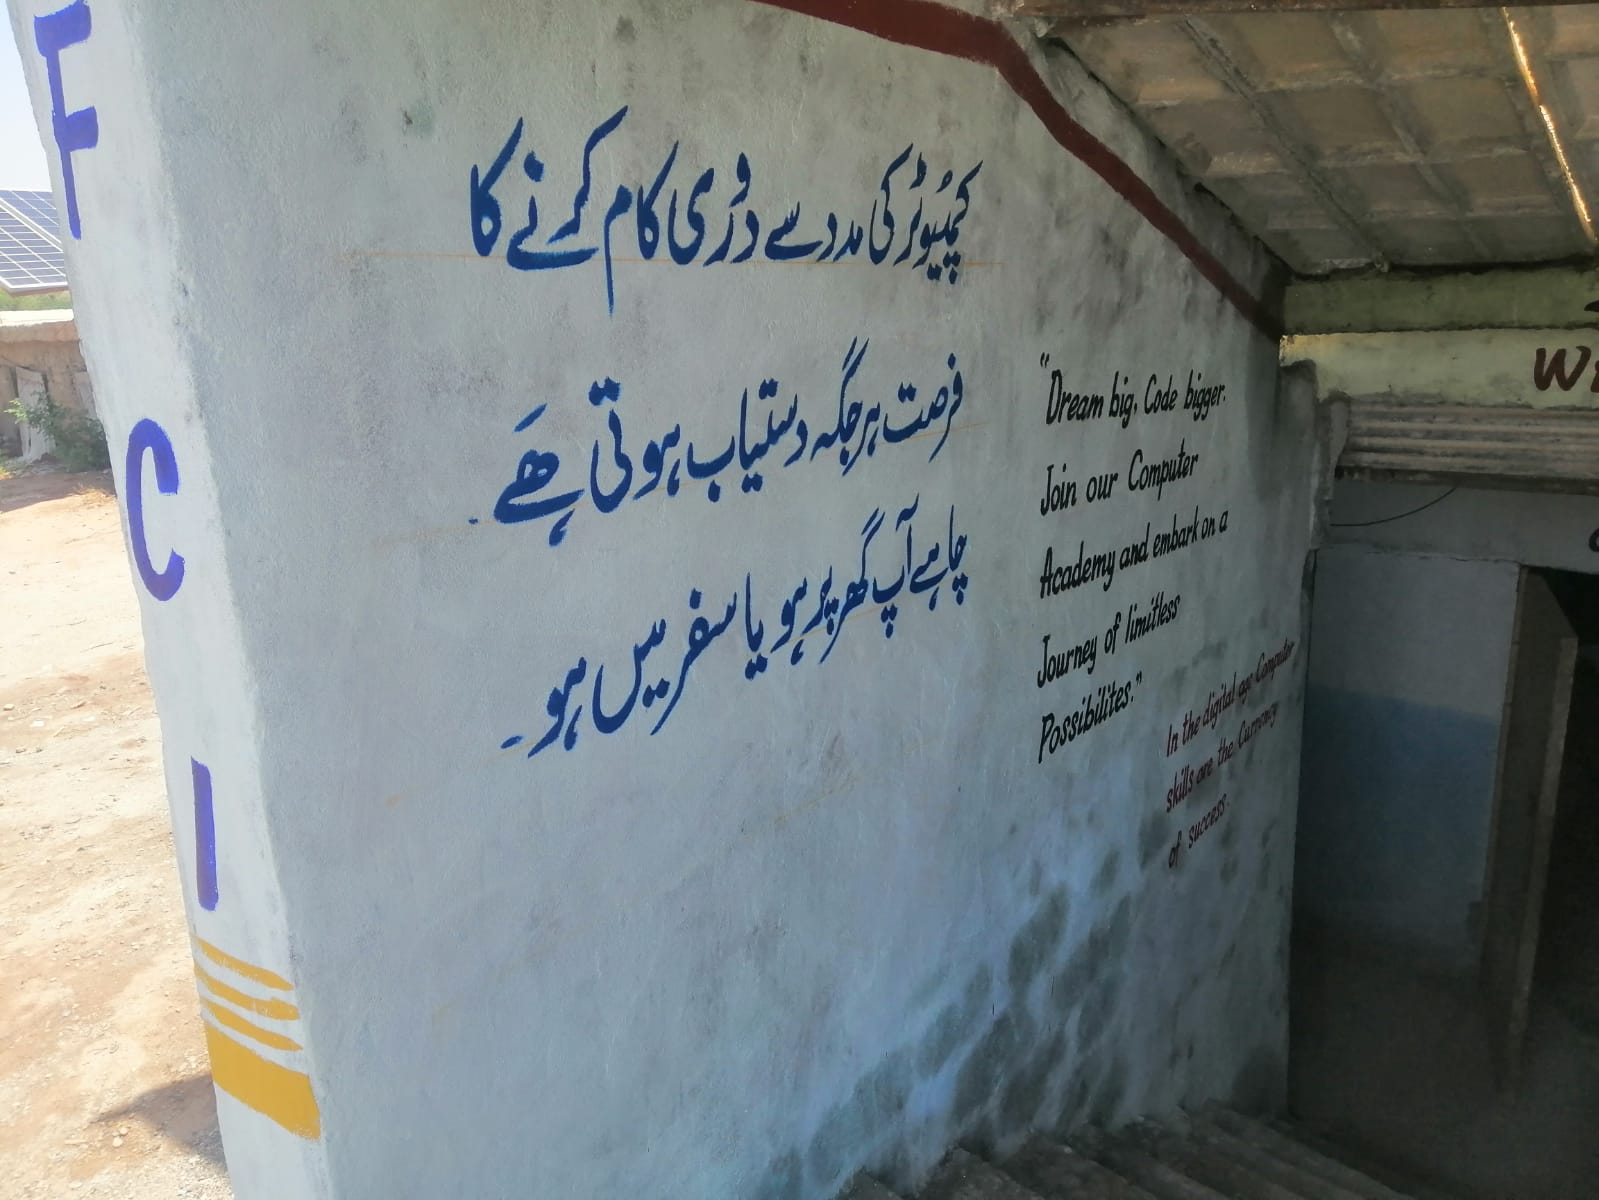 F
C
I
کمپیوٹر کی مدد سے دوری کام کرنے کا
فرصت ہر جگہ دستیاب ہوتی ھے۔
چاہے آپ گھر پر ہو یا سفر میں ہو۔
"Dream big, Code bigger.
Join our Computer
Academy and embark on a
Journey of limitless
Possibilites."
In the digital age Computer
skills are the Currency
of success.